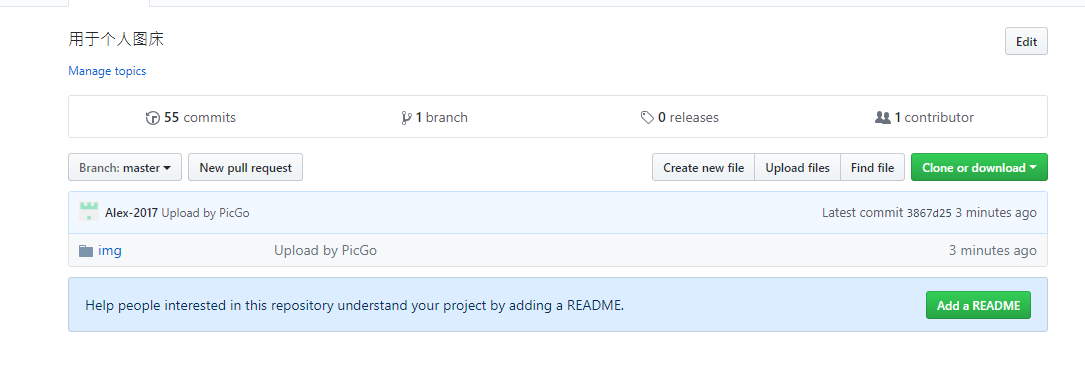 用于个人图床
Edit
Manage topics
55 commits
1 branch
0 releases
1 contributor
Branch: master
New pull request
Create new file
Upload files
Find file
Clone or download
Alex-2017 Upload by PicGo
Latest commit 3867d25 3 minutes ago
img
Upload by PicGo
3 minutes ago
Help people interested in this repository understand your project by adding a README.
Add a README